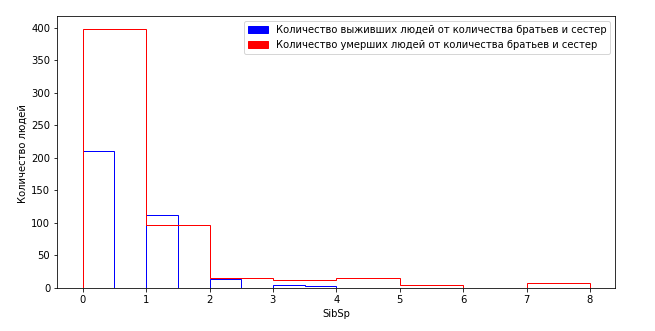 Количество выживших людей от количества братьев и сестер
Количество умерших людей от количества братьев и сестер
Количество людей
400
350
300
250
200
150
100
50
0
0 1 2 3 4 5 6 7 8
SibSp